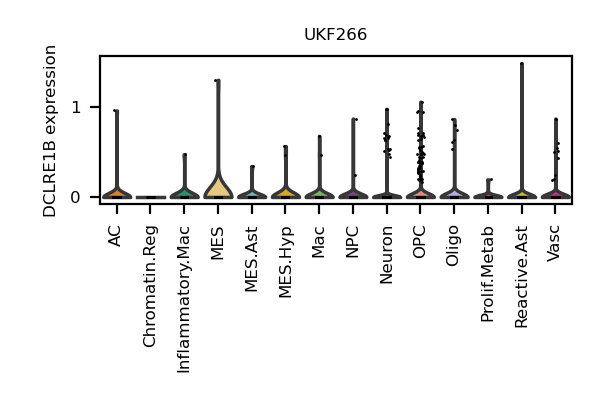 UKF266
DCLRE1B expression
1
0
AC
Chromatin.Reg
Inflammatory.Mac
MES
MES.Ast
MES.Hyp
Mac
NPC
Neuron
OPC
Oligo
Prolif.Metab
Reactive.Ast
Vasc